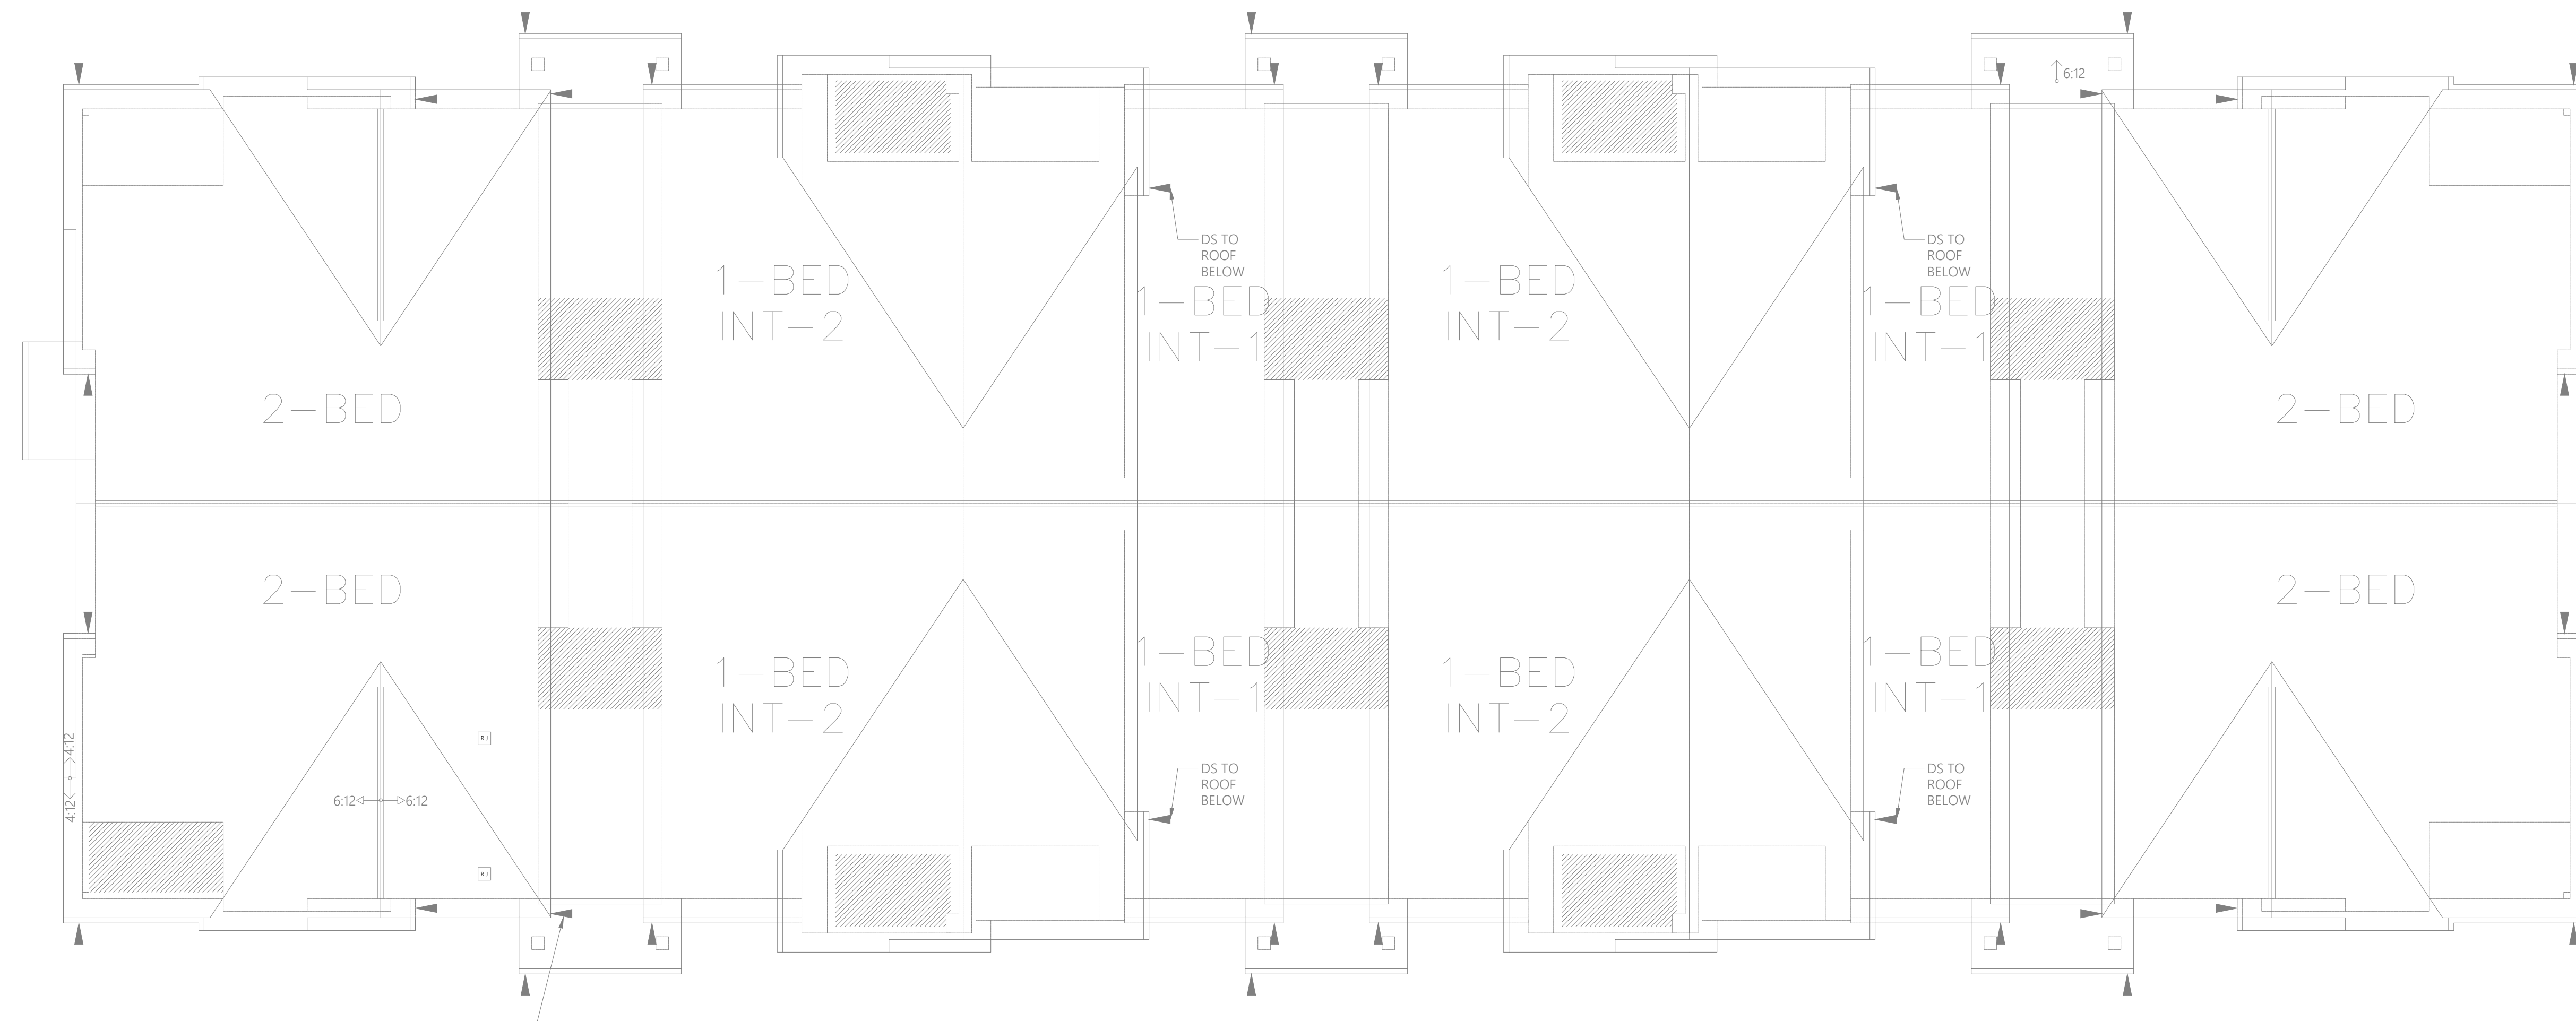 6:12
DS TO
ROOF
BELOW
DS TO
ROOF
BELOW
1-BED
INT-2
1-BED
INT-1
1-BED
INT-2
1-BED
INT-1
2-BED
2-BED
2-BED
2-BED
1-BED
INT-2
1-BED
INT-1
1-BED
INT-2
1-BED
INT-1
RJ
4:12
4:12
DS TO
ROOF
BELOW
DS TO
ROOF
BELOW
6:12 6:12
RJ